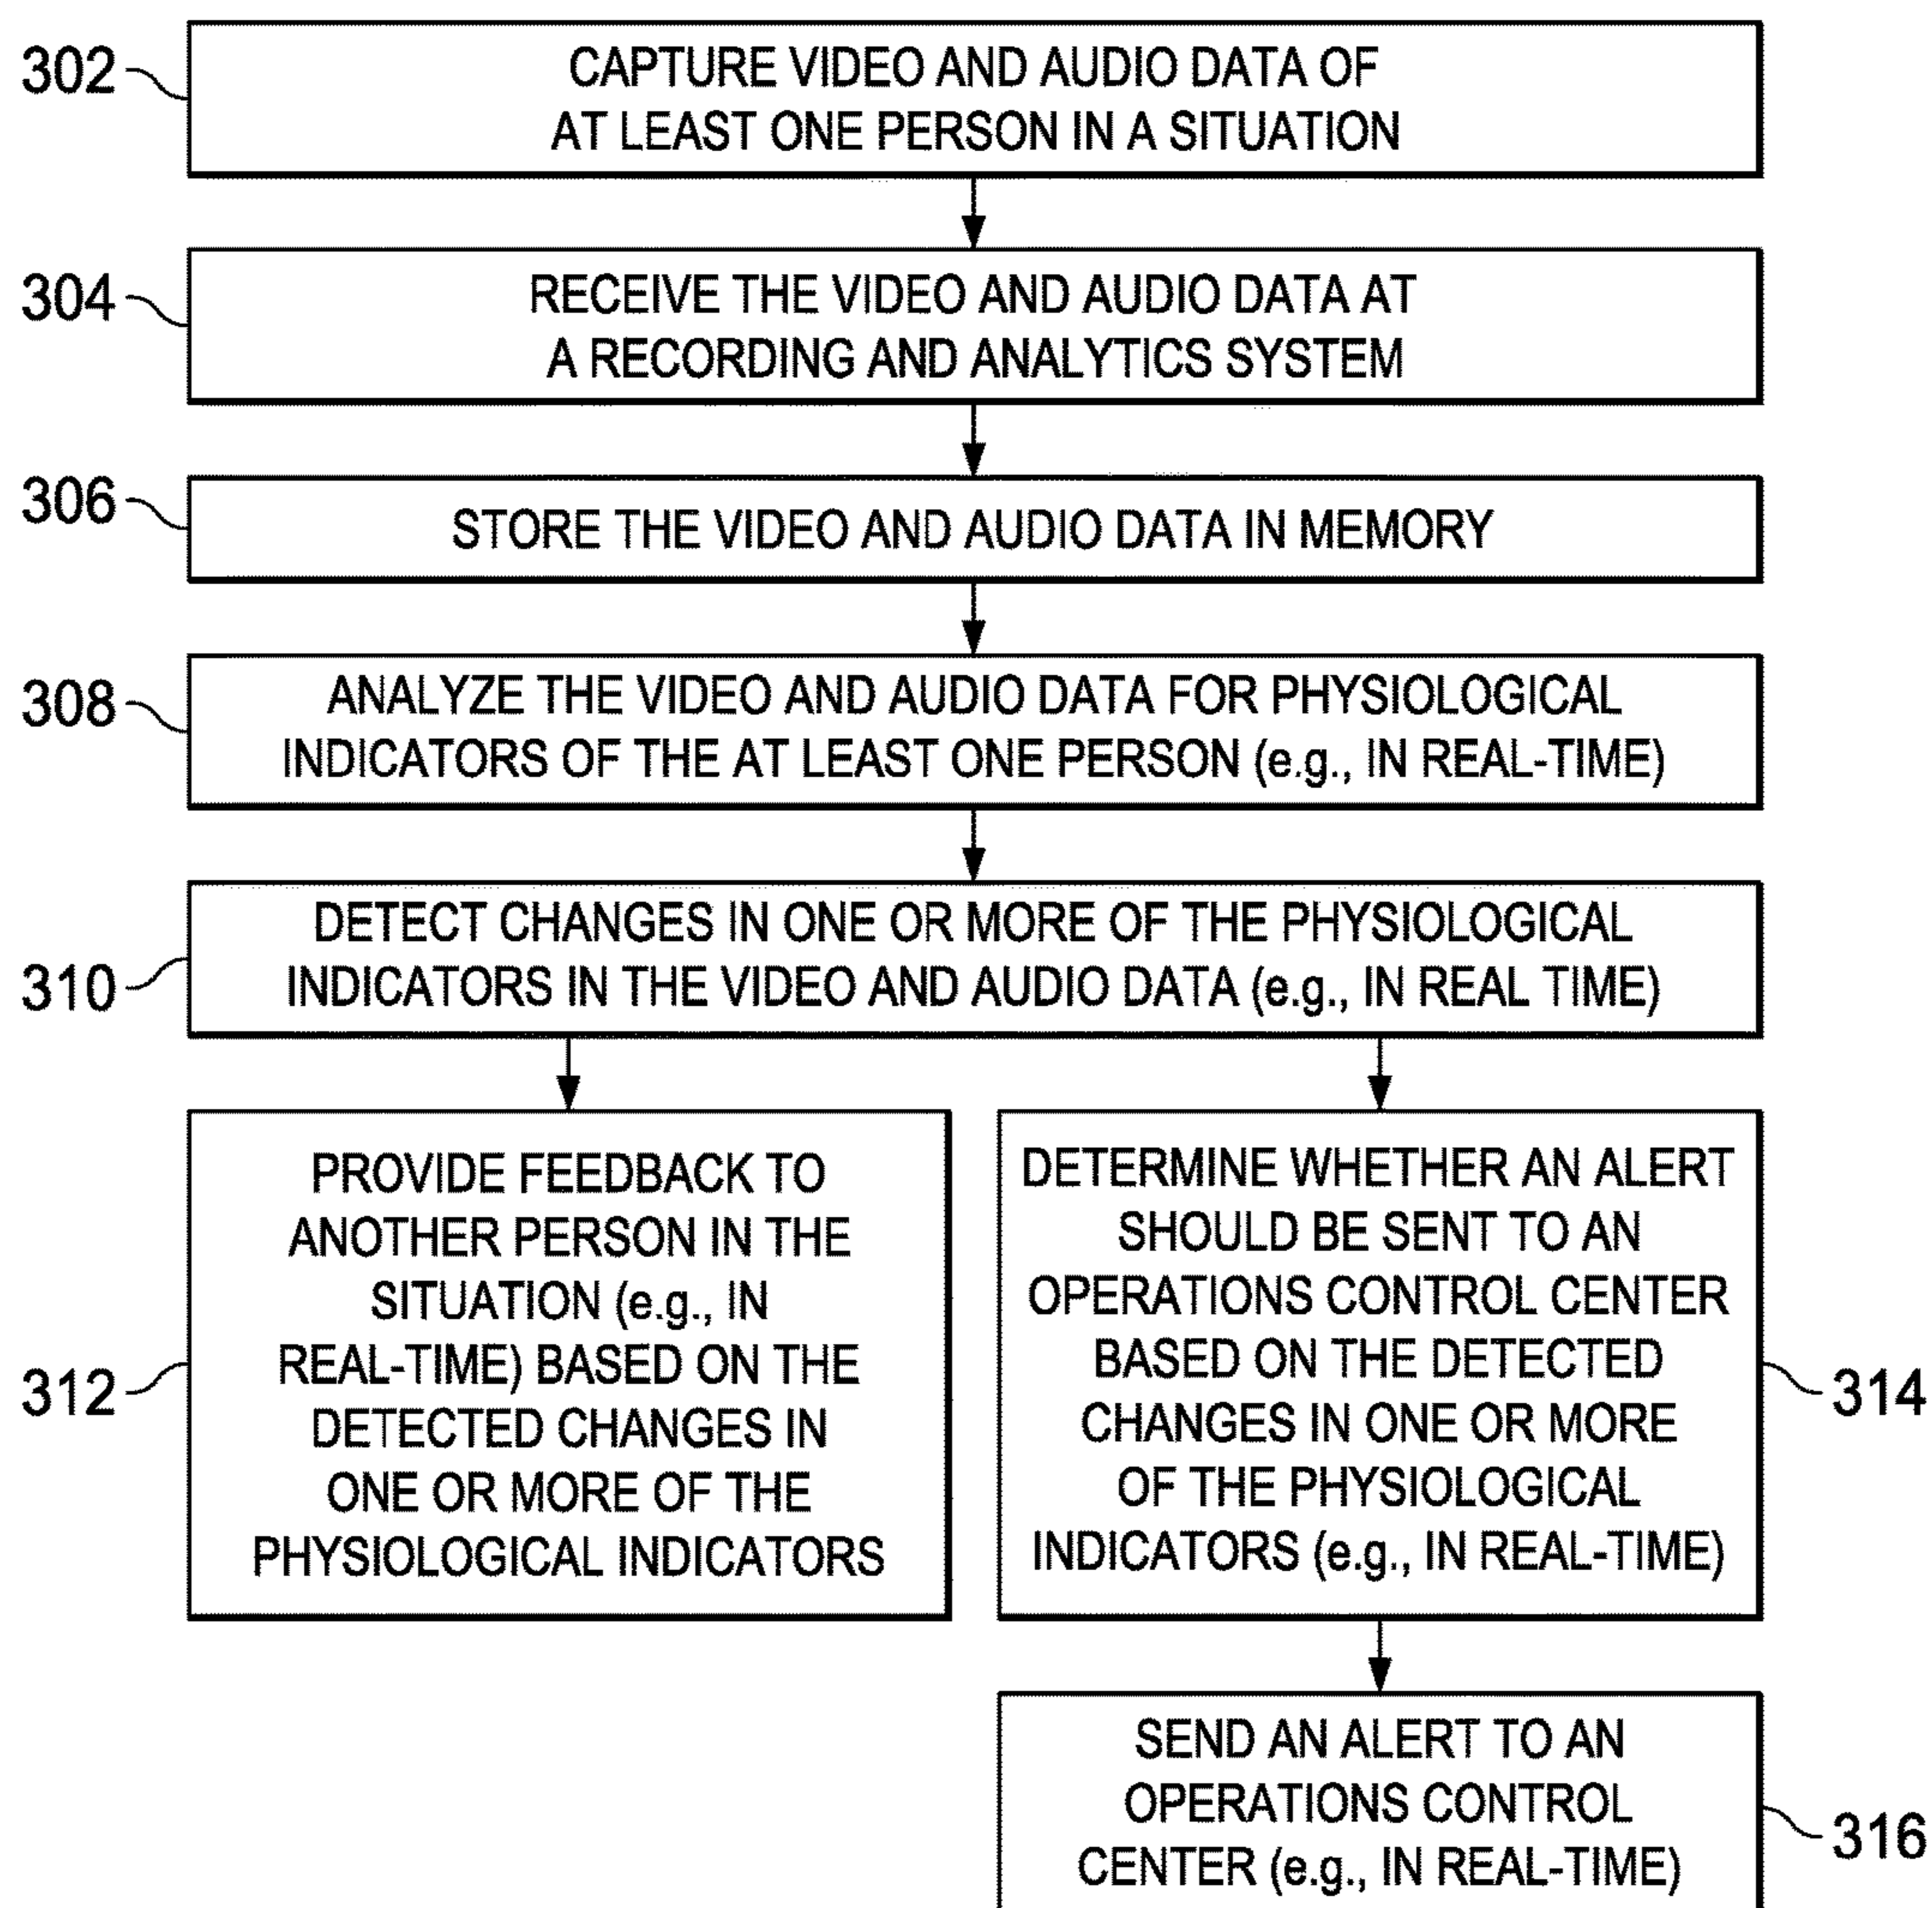 302
CAPTURE VIDEO AND AUDIO DATA OF
AT LEAST ONE PERSON IN A SITUATION
304
RECEIVE THE VIDEO AND AUDIO DATA AT
A RECORDING AND ANALYTICS SYSTEM
306
STORE THE VIDEO AND AUDIO DATA IN MEMORY
308
ANALYZE THE VIDEO AND AUDIO DATA FOR PHYSIOLOGICAL
INDICATORS OF THE AT LEAST ONE PERSON (e.g., IN REAL-TIME)
310
DETECT CHANGES IN ONE OR MORE OF THE PHYSIOLOGICAL
INDICATORS IN THE VIDEO AND AUDIO DATA (e.g., IN REAL TIME)
312
PROVIDE FEEDBACK TO
ANOTHER PERSON IN THE
SITUATION (e.g., IN
REAL-TIME) BASED ON THE
DETECTED CHANGES IN
ONE OR MORE OF THE
PHYSIOLOGICAL INDICATORS
DETERMINE WHETHER AN ALERT
SHOULD BE SENT TO AN
OPERATIONS CONTROL CENTER
BASED ON THE DETECTED
CHANGES IN ONE OR MORE
OF THE PHYSIOLOGICAL
INDICATORS (e.g., IN REAL-TIME)
314
SEND AN ALERT TO AN
OPERATIONS CONTROL
CENTER (e.g., IN REAL-TIME)
316